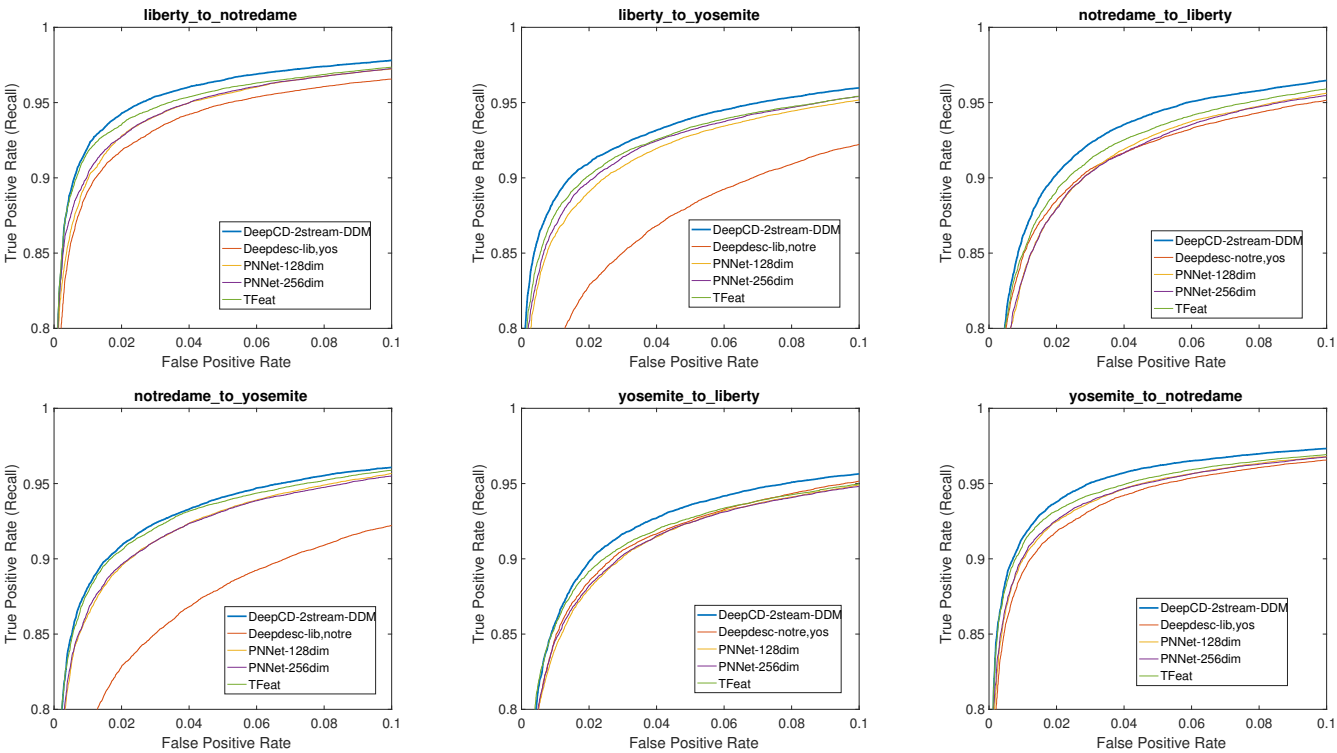 liberty_to_notredame
1
0.95
0.9
0.85
0.8
True Positive Rate (Recall)
DeepCD-2stream-DDM
Deepdesc-lib,yos
PNNet-128dim
PNNet-256dim
TFeat
0 0.02 0.04 0.06 0.08 0.1
False Positive Rate
liberty_to_yosemite
1
0.95
0.9
0.85
0.8
True Positive Rate (Recall)
DeepCD-2stream-DDM
Deepdesc-lib,notre
PNNet-128dim
PNNet-256dim
TFeat
0 0.02 0.04 0.06 0.08 0.1
False Positive Rate
notredame_to_liberty
1
0.95
0.9
0.85
0.8
True Positive Rate (Recall)
DeepCD-2stream-DDM
Deepdesc-notre,yos
PNNet-128dim
PNNet-256dim
TFeat
0 0.02 0.04 0.06 0.08 0.1
False Positive Rate
notredame_to_yosemite
1
0.95
0.9
0.85
0.8
True Positive Rate (Recall)
DeepCD-2stream-DDM
Deepdesc-lib,notre
PNNet-128dim
PNNet-256dim
TFeat
0 0.02 0.04 0.06 0.08 0.1
False Positive Rate
yosemite_to_liberty
1
0.95
0.9
0.85
0.8
True Positive Rate (Recall)
DeepCD-2steam-DDM
Deepdesc-notre,yos
PNNet-128dim
PNNet-256dim
TFeat
0 0.02 0.04 0.06 0.08 0.1
False Positive Rate
yosemite_to_notredame
1
0.95
0.9
0.85
0.8
True Positive Rate (Recall)
DeepCD-2stream-DDM
Deepdesc-lib,yos
PNNet-128dim
PNNet-256dim
TFeat
0 0.02 0.04 0.06 0.08 0.1
False Positive Rate